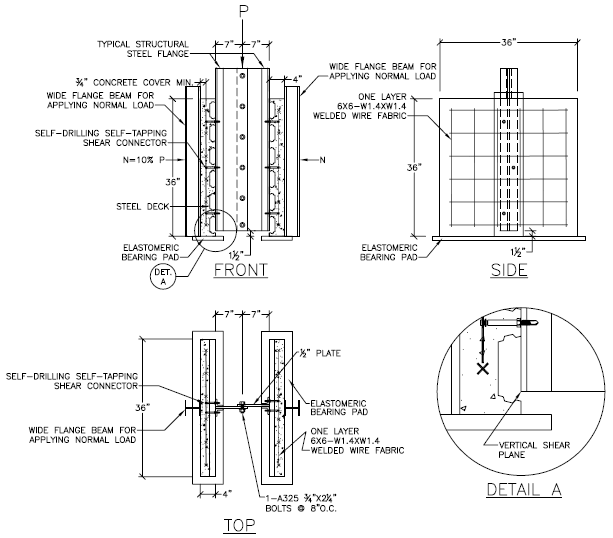 P
7" 7"
TYPICAL STRUCTURAL
STEEL FLANGE
¾" CONCRETE COVER MIN.
4"
WIDE FLANGE BEAM FOR
APPLYING NORMAL LOAD
WIDE FLANGE BEAM FOR
APPLYING NORMAL LOAD
SELF-DRILLING SELF-TAPPING
SHEAR CONNECTOR
N=10% P
N
36"
STEEL DECK
ELASTOMERIC
BEARING PAD
1½"
DET.
A
FRONT
36"
ONE LAYER
6X6-W1.4XW1.4
WELDED WIRE FABRIC
36"
ELASTOMERIC
BEARING PAD
1½"
SIDE
7" 7"
½" PLATE
SELF-DRILLING SELF-TAPPING
SHEAR CONNECTOR
36"
ELASTOMERIC
BEARING PAD
WIDE FLANGE BEAM FOR
APPLYING NORMAL LOAD
ONE LAYER
6X6-W1.4XW1.4
WELDED WIRE FABRIC
4"
1-A325 ¾"X2¼"
BOLTS @ 8"O.C.
TOP
VERTICAL SHEAR
PLANE
DETAIL A